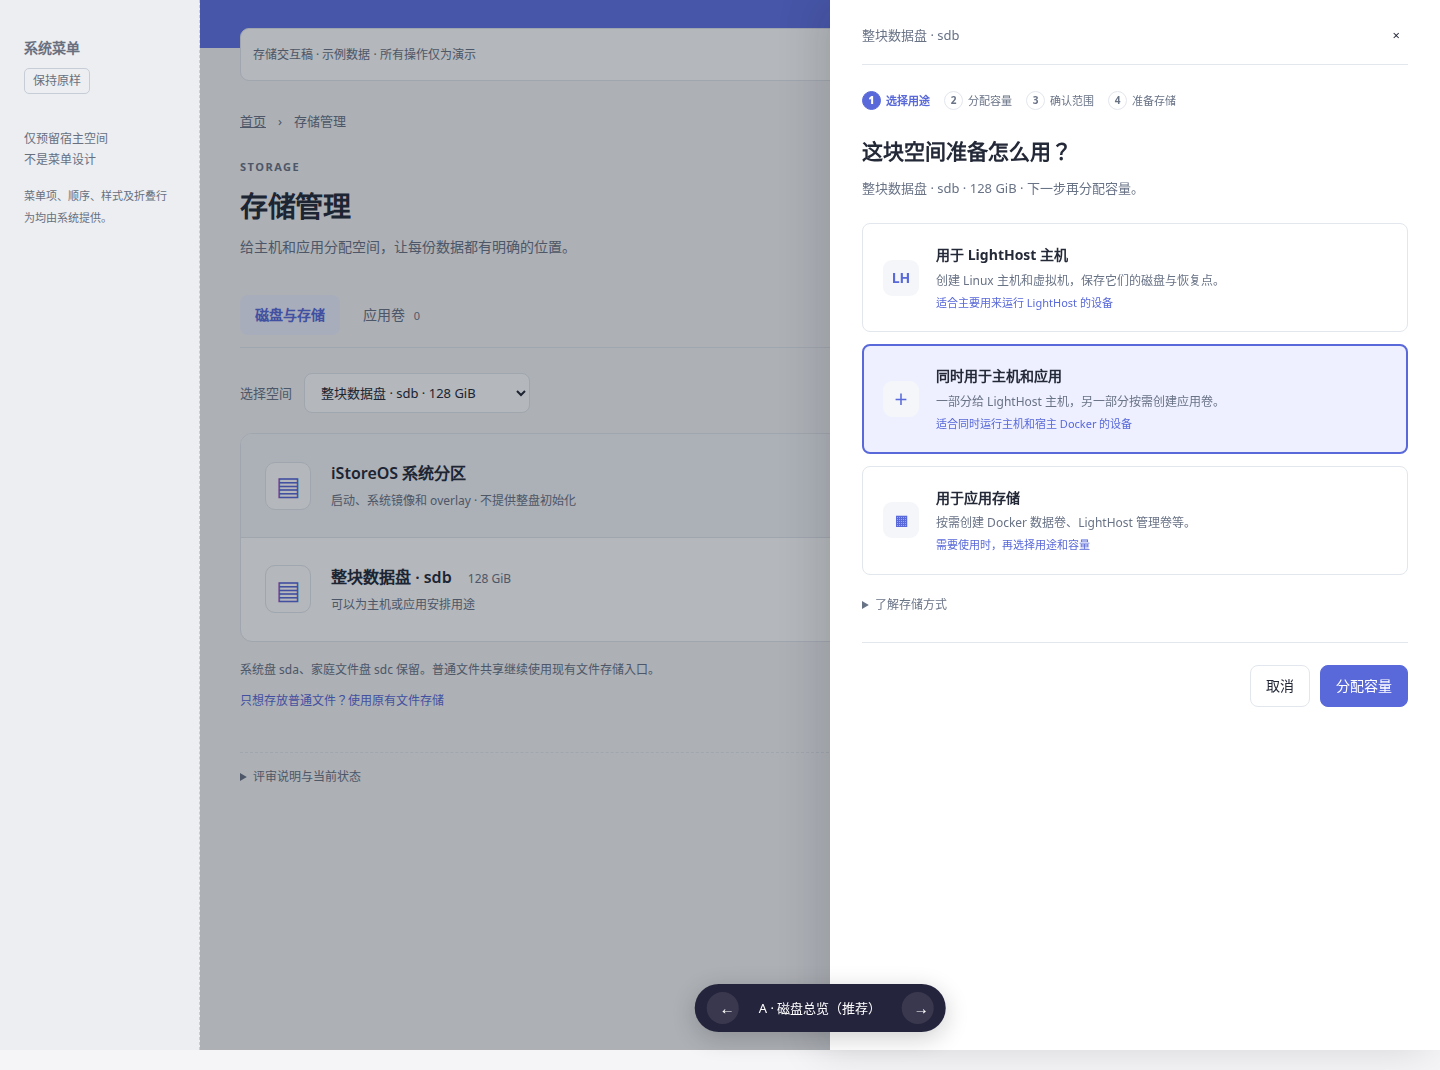 系统菜单
保持原样
仅预留宿主空间
不是菜单设计
菜单项、顺序、样式及折叠行
为均由系统提供。
存储交互稿 · 示例数据 · 所有操作仅为演示
首页 › 存储管理
STORAGE
存储管理
给主机和应用分配空间，让每份数据都有明确的位置。
磁盘与存储 应用卷 0
选择空间 整块数据盘 · sdb · 128 GiB
iStoreOS 系统分区
启动、系统镜像和 overlay · 不提供整盘初始化
整块数据盘 · sdb 128 GiB
可以为主机或应用安排用途
系统盘 sda、家庭文件盘 sdc 保留。普通文件共享继续使用现有文件存储入口。
只想存放普通文件？使用原有文件存储
▶ 评审说明与当前状态
整块数据盘 · sdb ×
1 选择用途 2 分配容量 3 确认范围 4 准备存储
这块空间准备怎么用？
整块数据盘 · sdb · 128 GiB · 下一步再分配容量。
LH
用于 LightHost 主机
创建 Linux 主机和虚拟机，保存它们的磁盘与恢复点。
适合主要用来运行 LightHost 的设备
+
同时用于主机和应用
一部分给 LightHost 主机，另一部分按需创建应用卷。
适合同时运行主机和宿主 Docker 的设备
用于应用存储
按需创建 Docker 数据卷、LightHost 管理卷等。
需要使用时，再选择用途和容量
▶ 了解存储方式
取消 分配容量
← A · 磁盘总览（推荐） →